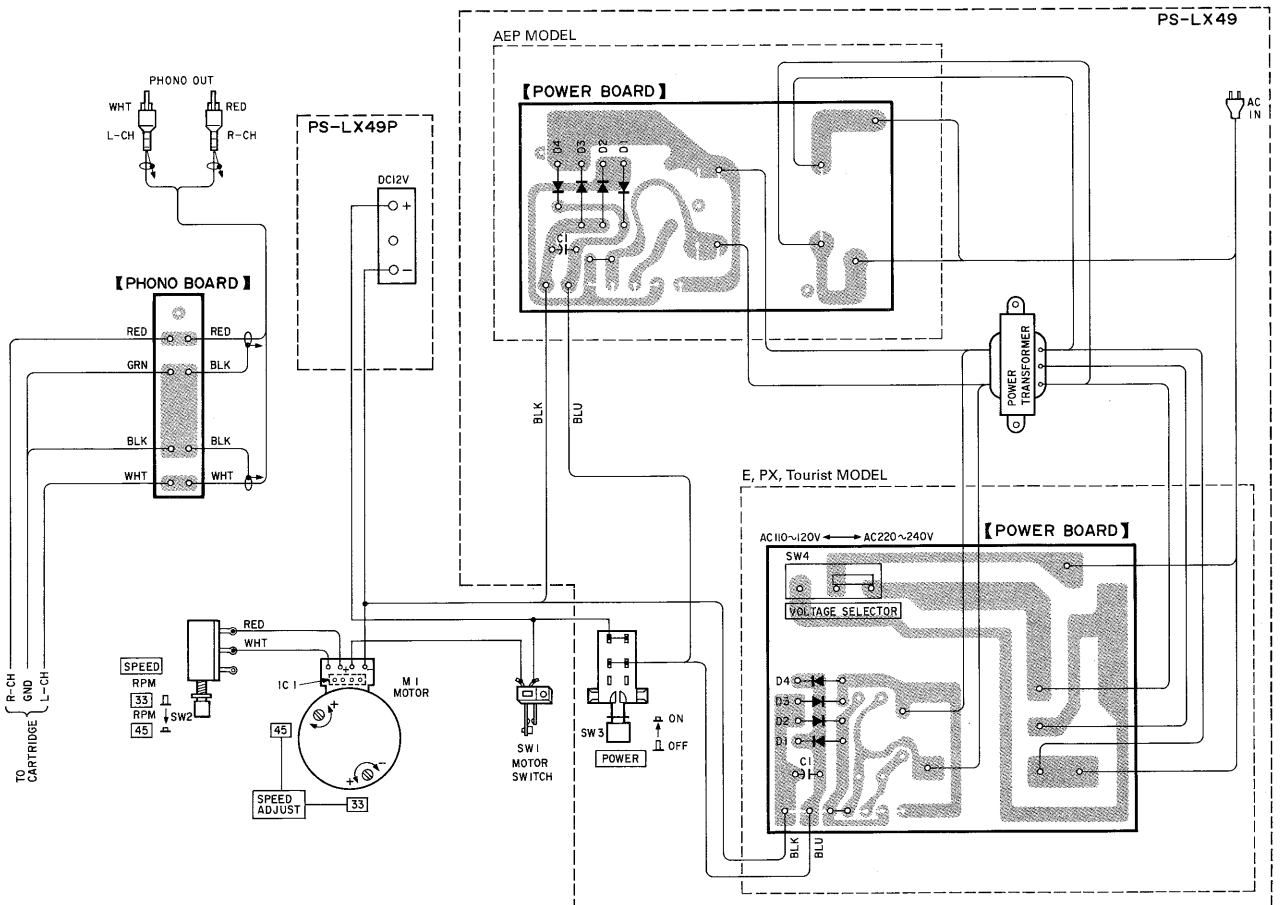 PS-LX49
AEP MODEL
PHONO OUT
WHT
RED
L-CH
R-CH
AC
IN
【POWER BOARD】
PS-LX49P
DC12V
+
−
D4
D3
D2
D1
C1
【PHONO BOARD】
RED
RED
GRN
BLK
BLK
BLK
WHT
WHT
POWER
TRANSFORMER
BLK
BLU
E, PX, Tourist MODEL
【POWER BOARD】
AC110~120V ↔ AC220~240V
SW4
VOLTAGE SELECTOR
D4
D3
D2
D1
C1
BLK
BLU
R-CH
GND
L-CH
TO
CARTRIDGE
RED
WHT
SPEED
RPM
33
RPM
45
SW2
IC1
+
−
M1
MOTOR
+
−
+
−
45
SPEED
ADJUST
33
SW1
MOTOR
SWITCH
SW3
POWER
ON
OFF